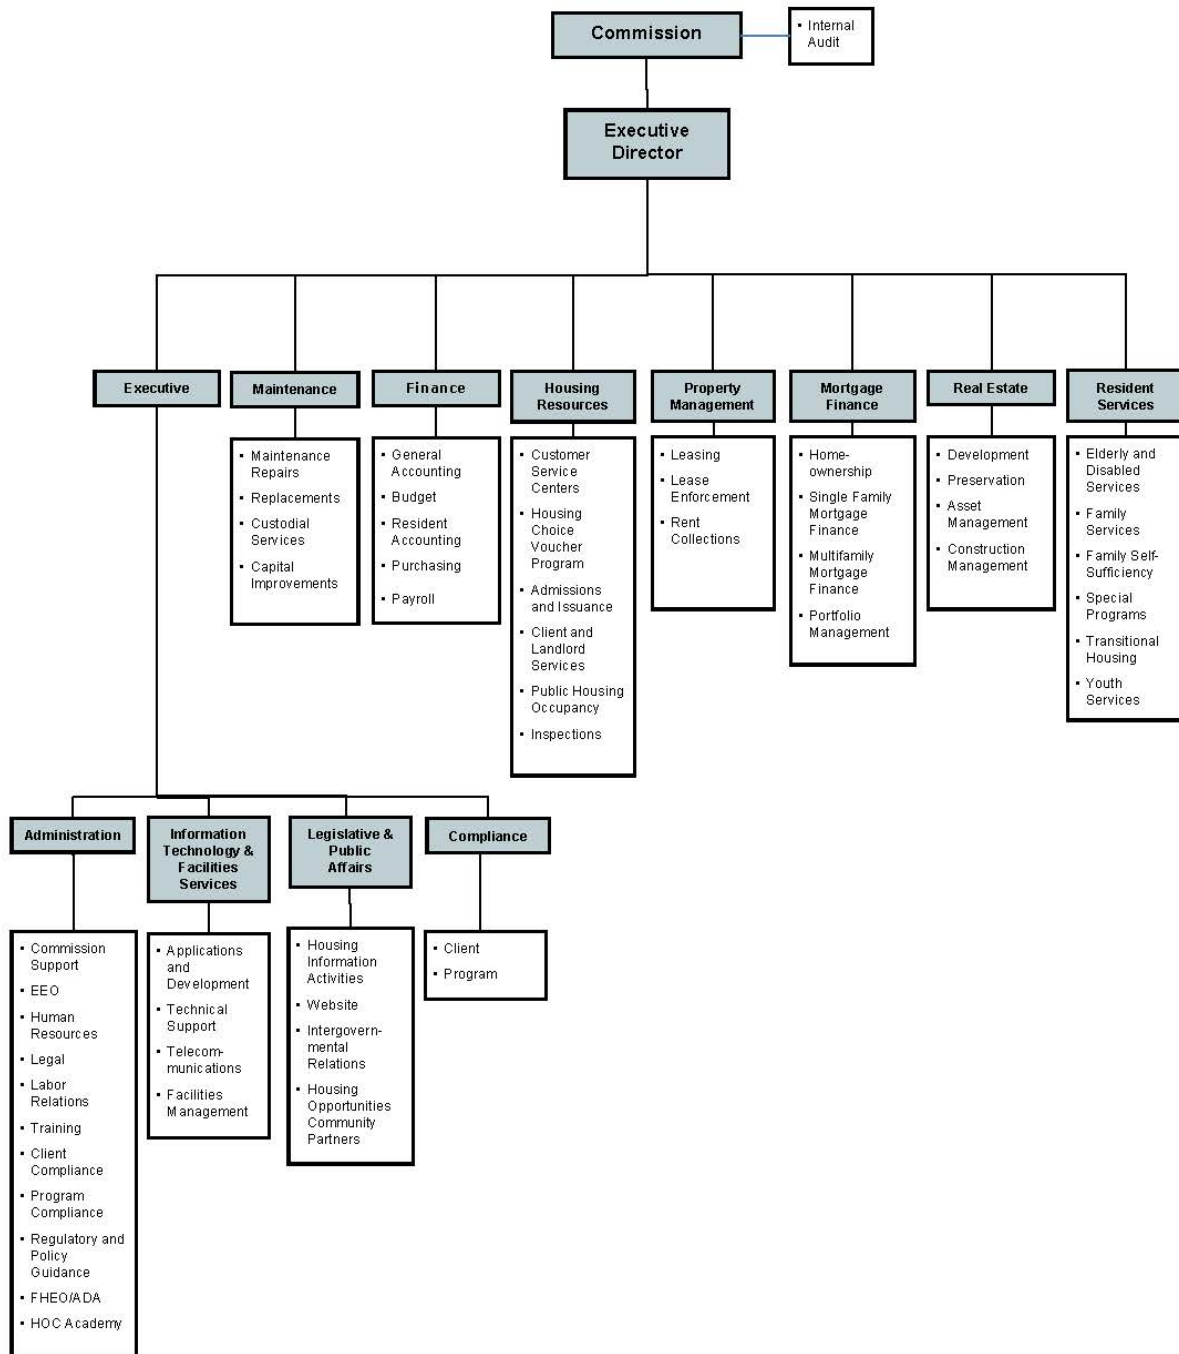 Commission
▪ Internal
Audit
Executive
Director
Executive
Maintenance
▪ Maintenance
Repairs
▪ Replacements
▪ Custodial
Services
▪ Capital
Improvements
Finance
▪ General
Accounting
▪ Budget
▪ Resident
Accounting
▪ Purchasing
▪ Payroll
Housing
Resources
▪ Customer
Service
Centers
▪ Housing
Choice
Voucher
Program
▪ Admissions
and Issuance
▪ Client and
Landlord
Services
▪ Public Housing
Occupancy
▪ Inspections
Property
Management
▪ Leasing
▪ Lease
Enforcement
▪ Rent
Collections
Mortgage
Finance
▪ Home-
ownership
▪ Single Family
Mortgage
Finance
▪ Multifamily
Mortgage
Finance
▪ Portfolio
Management
Real Estate
▪ Development
▪ Preservation
▪ Asset
Management
▪ Construction
Management
Resident
Services
▪ Elderly and
Disabled
Services
▪ Family
Services
▪ Family Self-
Sufficiency
▪ Special
Programs
▪ Transitional
Housing
▪ Youth
Services
Administration
▪ Commission
Support
▪ EEO
▪ Human
Resources
▪ Legal
▪ Labor
Relations
▪ Training
▪ Client
Compliance
▪ Program
Compliance
▪ Regulatory and
Policy
Guidance
▪ FHEO/ADA
▪ HOC Academy
Information
Technology &
Facilities
Services
▪ Applications
and
Development
▪ Technical
Support
▪ Telecom-
munications
▪ Facilities
Management
Legislative &
Public
Affairs
▪ Housing
Information
Activities
▪ Website
▪ Intergovern-
mental
Relations
▪ Housing
Opportunities
Community
Partners
Compliance
▪ Client
▪ Program